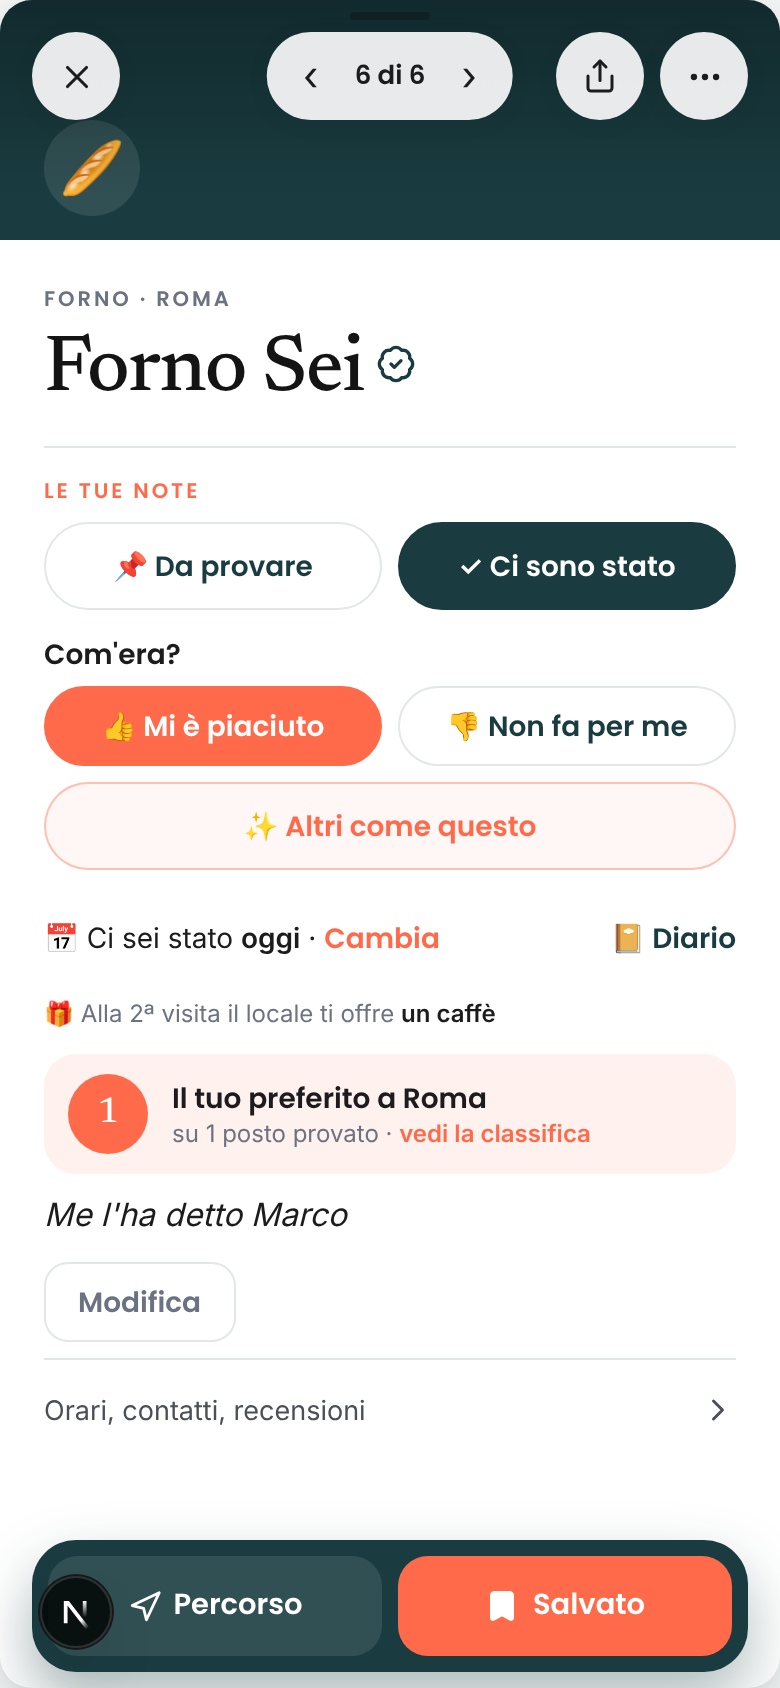 6 di 6
FORNO · ROMA
Forno Sei
LE TUE NOTE
📌 Da provare
✓ Ci sono stato
Com'era?
👍 Mi è piaciuto
👎 Non fa per me
✨ Altri come questo
📅 Ci sei stato oggi · Cambia
📔 Diario
🎁 Alla 2ª visita il locale ti offre un caffè
1
Il tuo preferito a Roma
su 1 posto provato · vedi la classifica
Me l'ha detto Marco
Modifica
Orari, contatti, recensioni
N
Percorso
Salvato